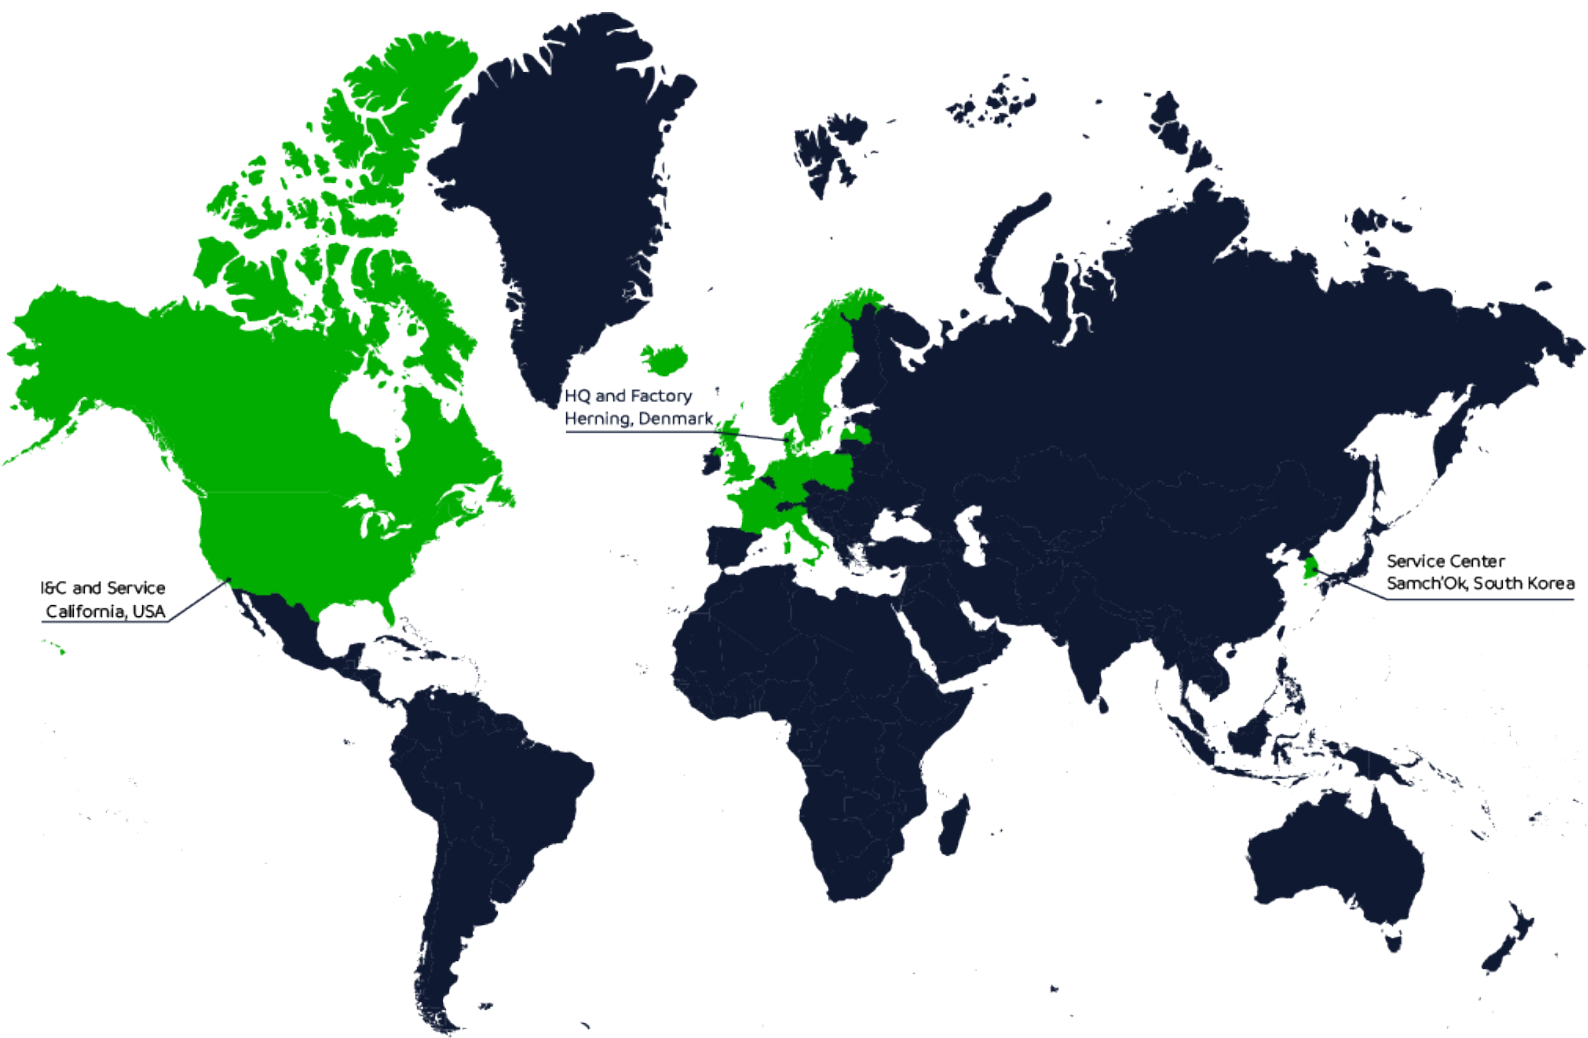 HQ and Factory
Herning, Denmark
I&C and Service
California, USA
Service Center
Samch'Ok, South Korea